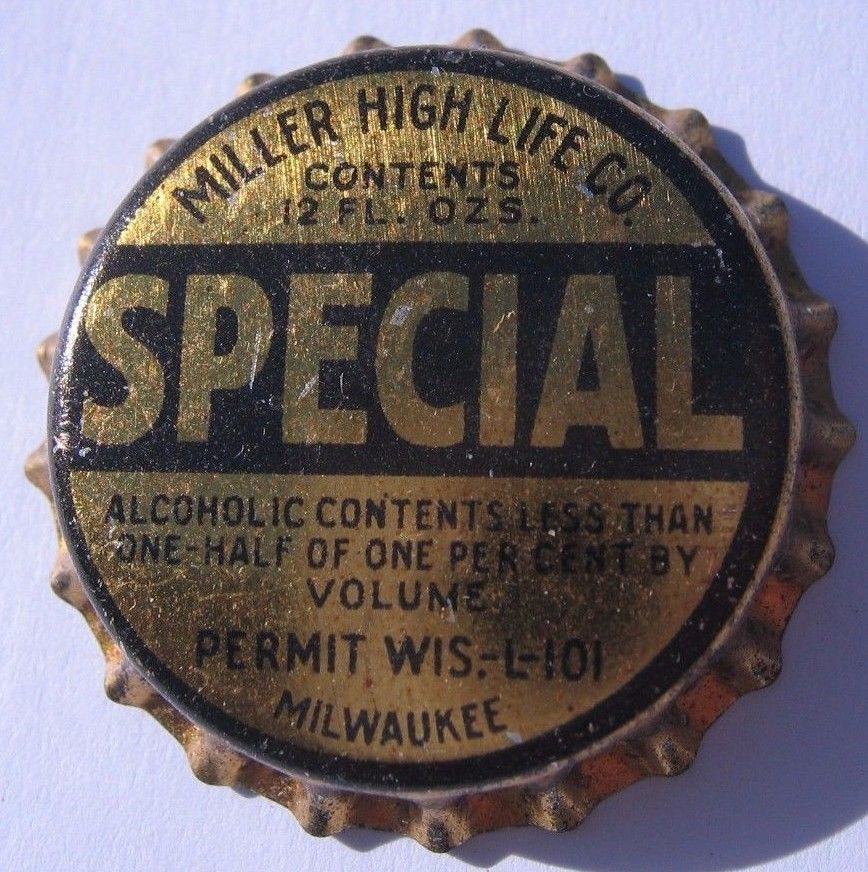 MILLER HIGH LIFE CO.
CONTENTS
12 FL. OZS.
SPECIAL
ALCOHOLIC CONTENTS LESS THAN
ONE-HALF OF ONE PER CENT BY
VOLUME
PERMIT WIS.-L-101
MILWAUKEE